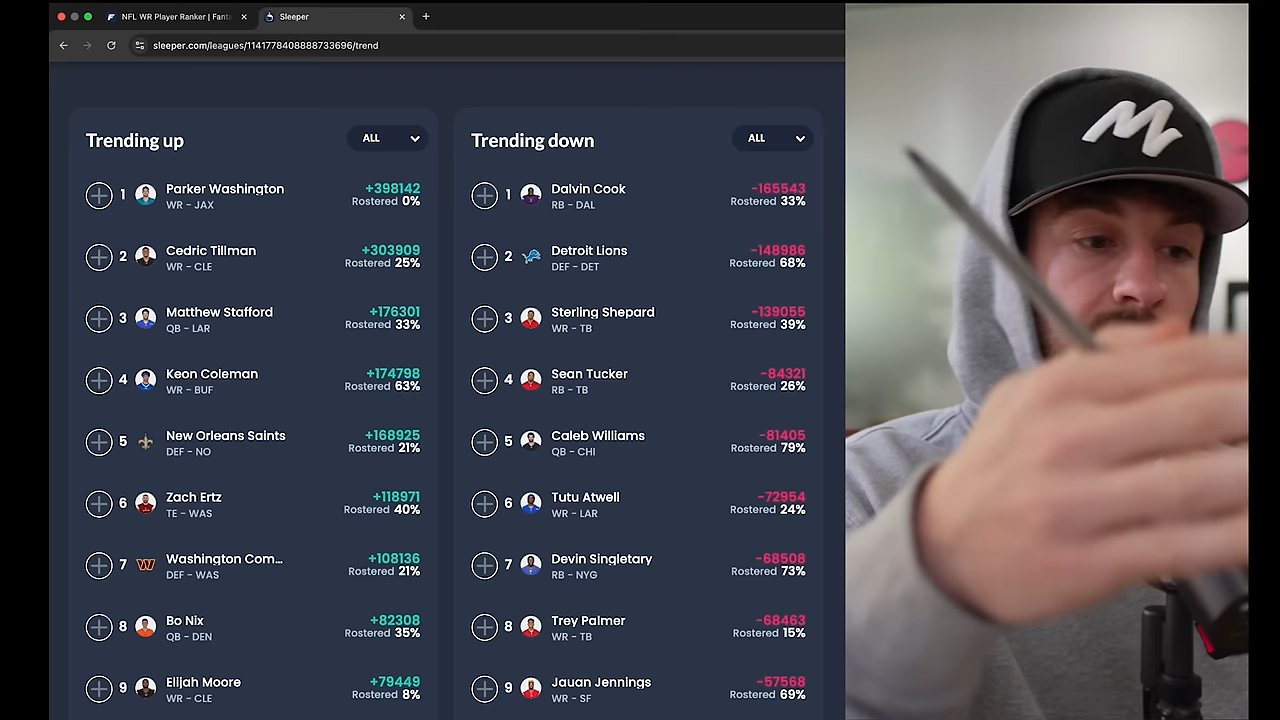 NFL WR Player Ranker | Fant
Sleeper
sleeper.com/leagues/1141778408888733696/trend
Trending up
ALL
1 Parker Washington +398142
WR – JAX Rostered 0%
2 Cedric Tillman +303909
WR – CLE Rostered 25%
3 Matthew Stafford +176301
QB – LAR Rostered 33%
4 Keon Coleman +174798
WR – BUF Rostered 63%
5 New Orleans Saints +168925
DEF – NO Rostered 21%
6 Zach Ertz +118971
TE – WAS Rostered 40%
7 Washington Com... +108136
DEF – WAS Rostered 21%
8 Bo Nix +82308
QB – DEN Rostered 35%
9 Elijah Moore +79449
WR – CLE Rostered 8%
Trending down
ALL
1 Dalvin Cook -165543
RB – DAL Rostered 33%
2 Detroit Lions -148986
DEF – DET Rostered 68%
3 Sterling Shepard -139055
WR – TB Rostered 39%
4 Sean Tucker -84321
RB – TB Rostered 26%
5 Caleb Williams -81405
QB – CHI Rostered 79%
6 Tutu Atwell -72954
WR – LAR Rostered 24%
7 Devin Singletary -68508
RB – NYG Rostered 73%
8 Trey Palmer -68463
WR – TB Rostered 15%
9 Jauan Jennings -57568
WR – SF Rostered 69%
M